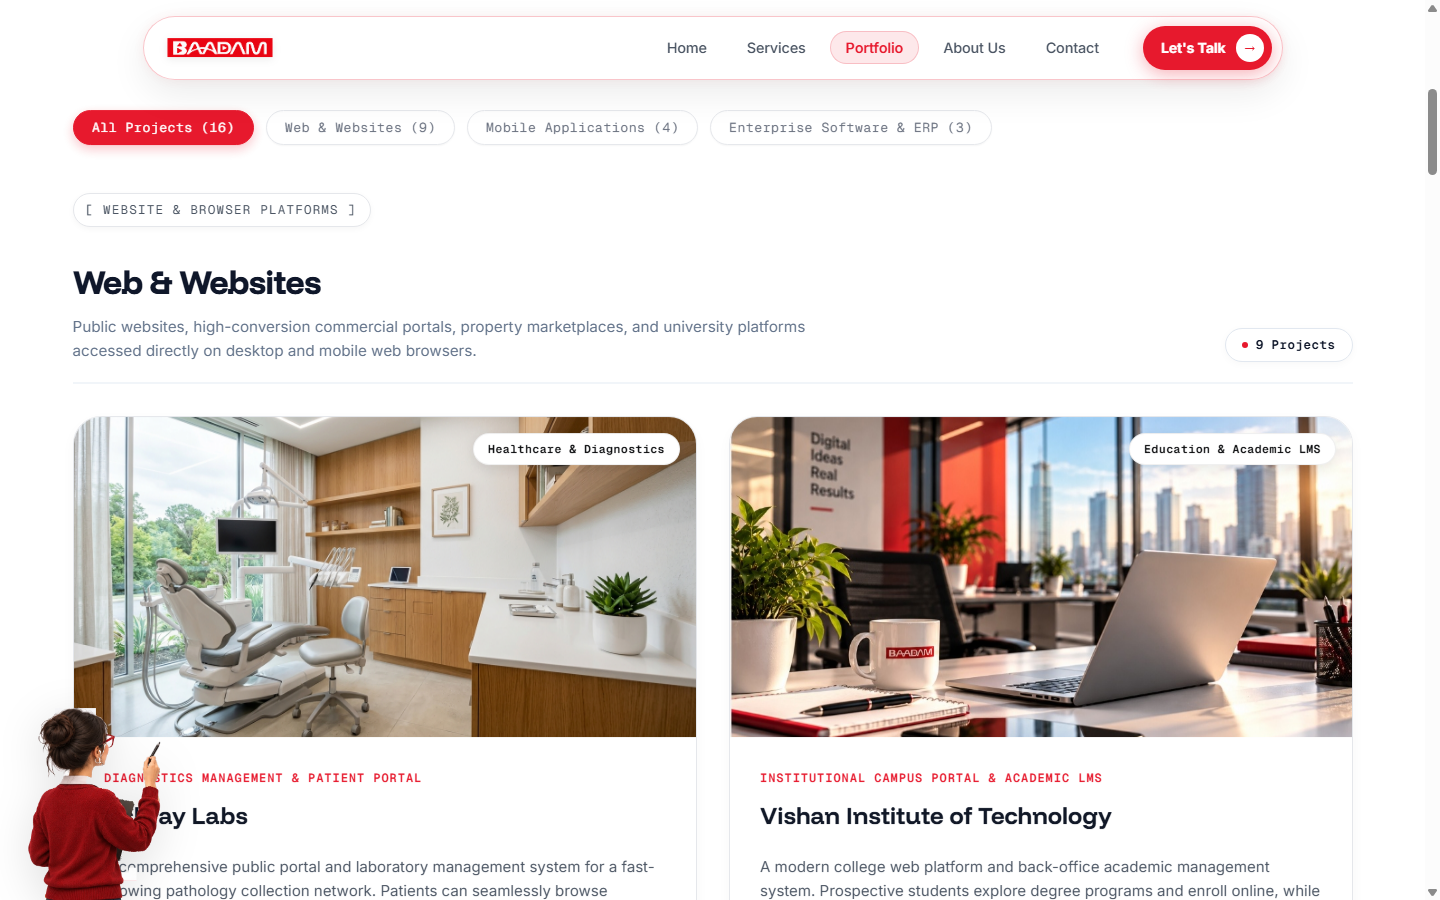 BAADAM
Home
Services
Portfolio
About Us
Contact
Let's Talk →
All Projects (16)
Web & Websites (9)
Mobile Applications (4)
Enterprise Software & ERP (3)
[ WEBSITE & BROWSER PLATFORMS ]
Web & Websites
Public websites, high-conversion commercial portals, property marketplaces, and university platforms
accessed directly on desktop and mobile web browsers.
9 Projects
Healthcare & Diagnostics
Education & Academic LMS
Digital
Ideas
Real
Results
BAADAM
MANAGEMENT & PATIENT PORTAL
Labs
comprehensive public portal and laboratory management system for a fast-
pathology collection network. Patients can seamlessly browse
INSTITUTIONAL CAMPUS PORTAL & ACADEMIC LMS
Vishan Institute of Technology
A modern college web platform and back-office academic management
system. Prospective students explore degree programs and enroll online, while